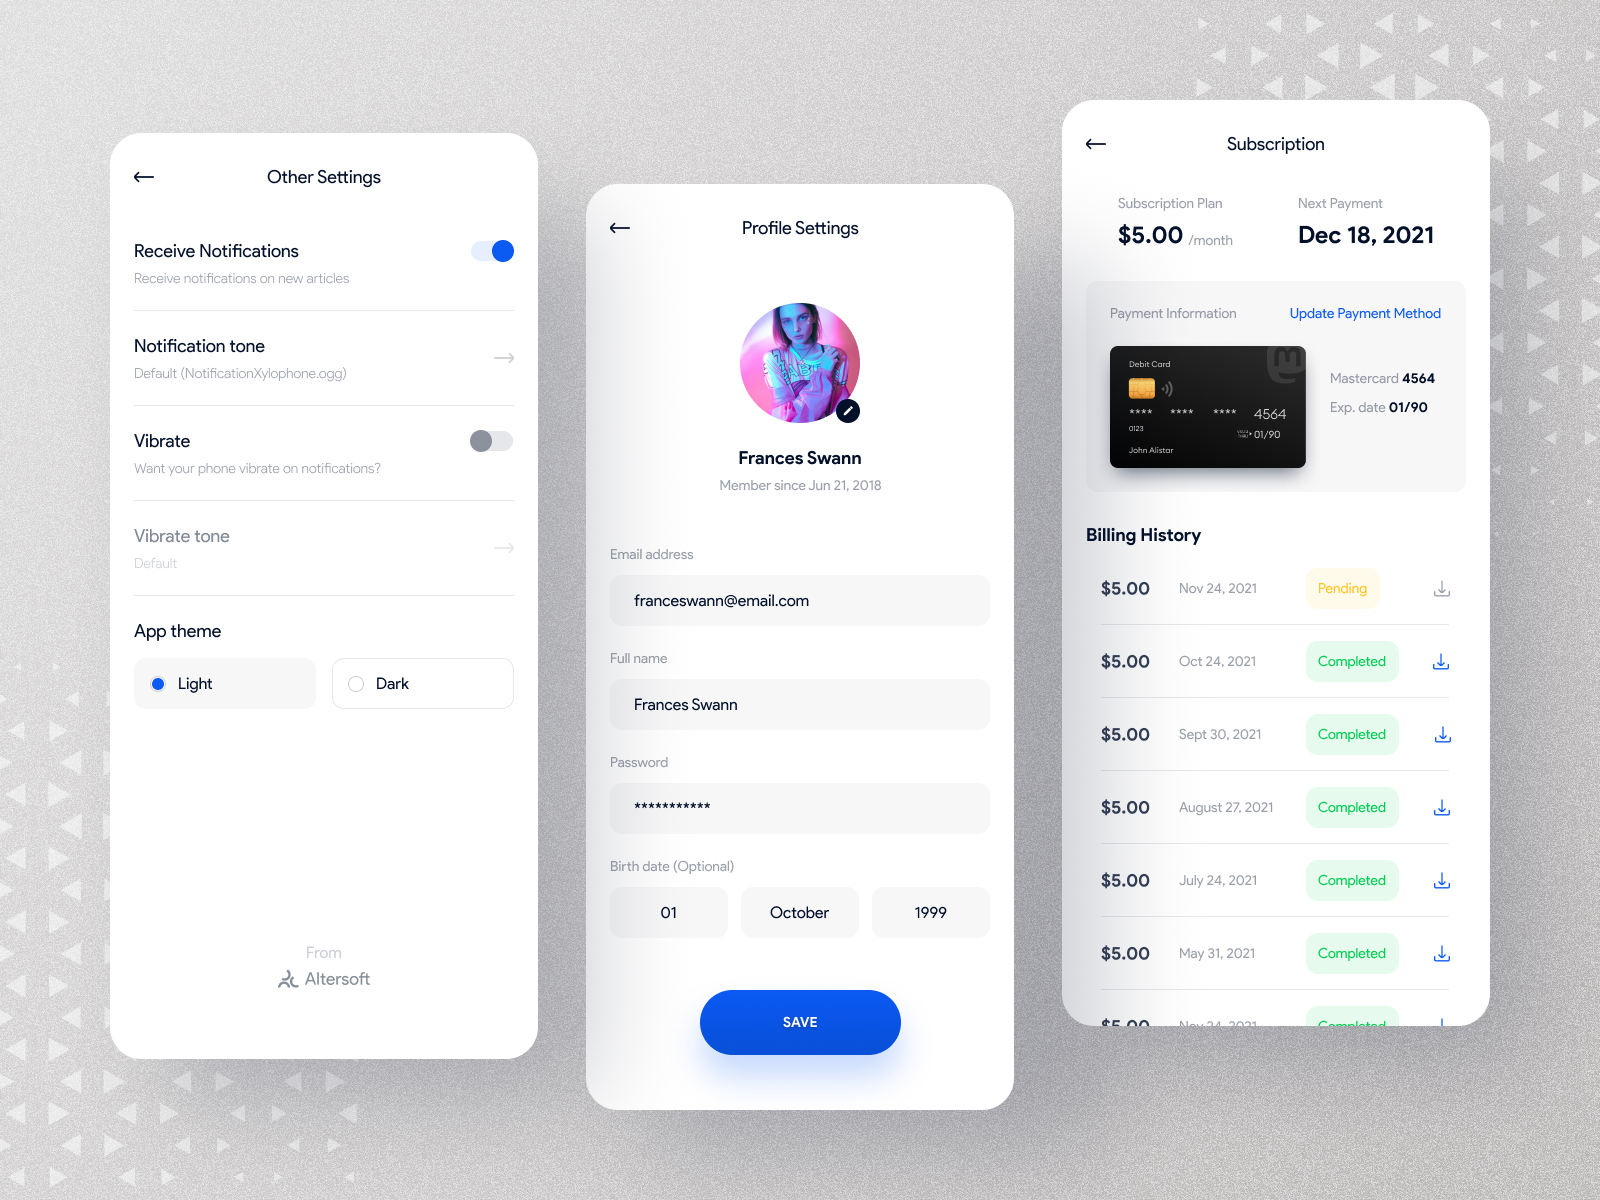 Other Settings
Receive Notifications
Receive notifications on new articles
Notification tone
Default (NotificationXylophone.ogg)
Vibrate
Want your phone vibrate on notifications?
Vibrate tone
Default
App theme
Light
Dark
From
Altersoft
Profile Settings
Frances Swann
Member since Jun 21, 2018
Email address
franceswann@email.com
Full name
Frances Swann
Password
***********
Birth date (Optional)
01 October 1999
SAVE
Subscription
Subscription Plan
$5.00 /month
Next Payment
Dec 18, 2021
Payment Information
Update Payment Method
Debit Card
**** **** **** 4564
0123
01/90
John Alistar
Mastercard 4564
Exp. date 01/90
Billing History
$5.00 Nov 24, 2021 Pending
$5.00 Oct 24, 2021 Completed
$5.00 Sept 30, 2021 Completed
$5.00 August 27, 2021 Completed
$5.00 July 24, 2021 Completed
$5.00 May 31, 2021 Completed
$5.00 Nov 24, 2021 Completed